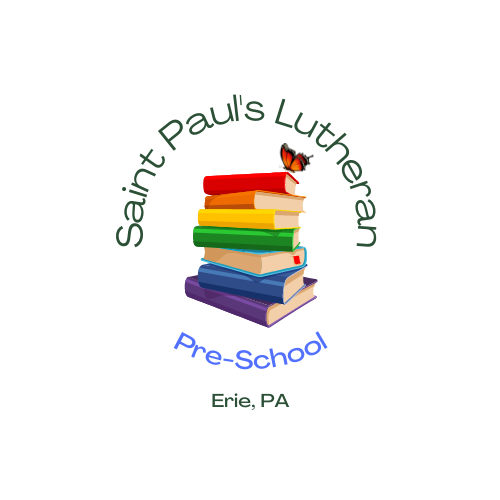 Saint Paul's Lutheran
Pre-School
Erie, PA